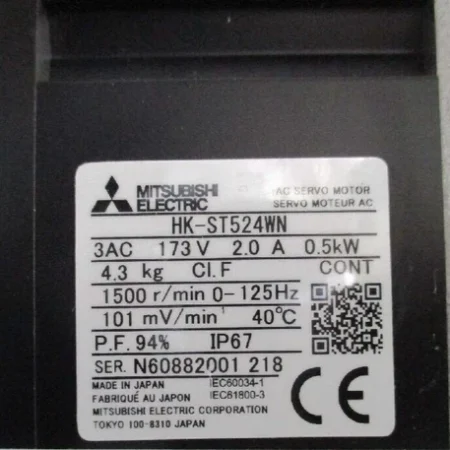 MITSUBISHI ELECTRIC
AC SERVO MOTOR
SERVO MOTEUR AC
HK-ST524WN
3AC 173V 2.0 A 0.5kW
4.3 kg Cl.F CONT
1500 r/min 0-125Hz
101 mV/min⁻¹ 40℃
P.F. 94% IP67
SER. N60882001 218
MADE IN JAPAN IEC60034-1
FABRIQUÉ AU JAPON IEC61800-3
MITSUBISHI ELECTRIC CORPORATION
TOKYO 100-8310 JAPAN
CE